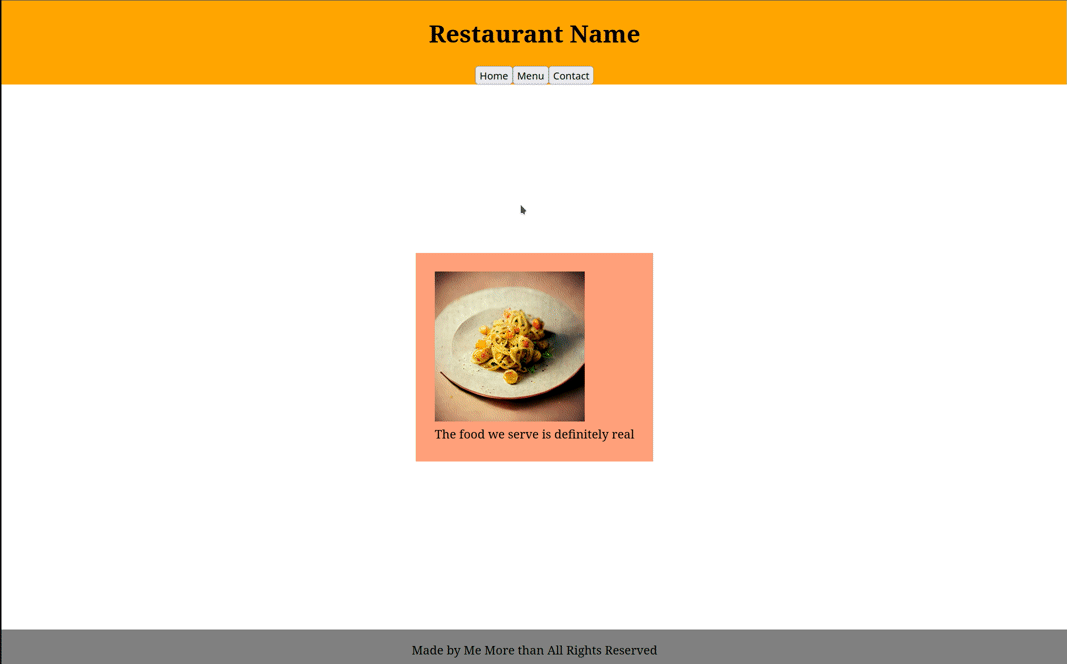 Restaurant Name
Home Menu Contact
The food we serve is definitely real
Made by Me More than All Rights Reserved